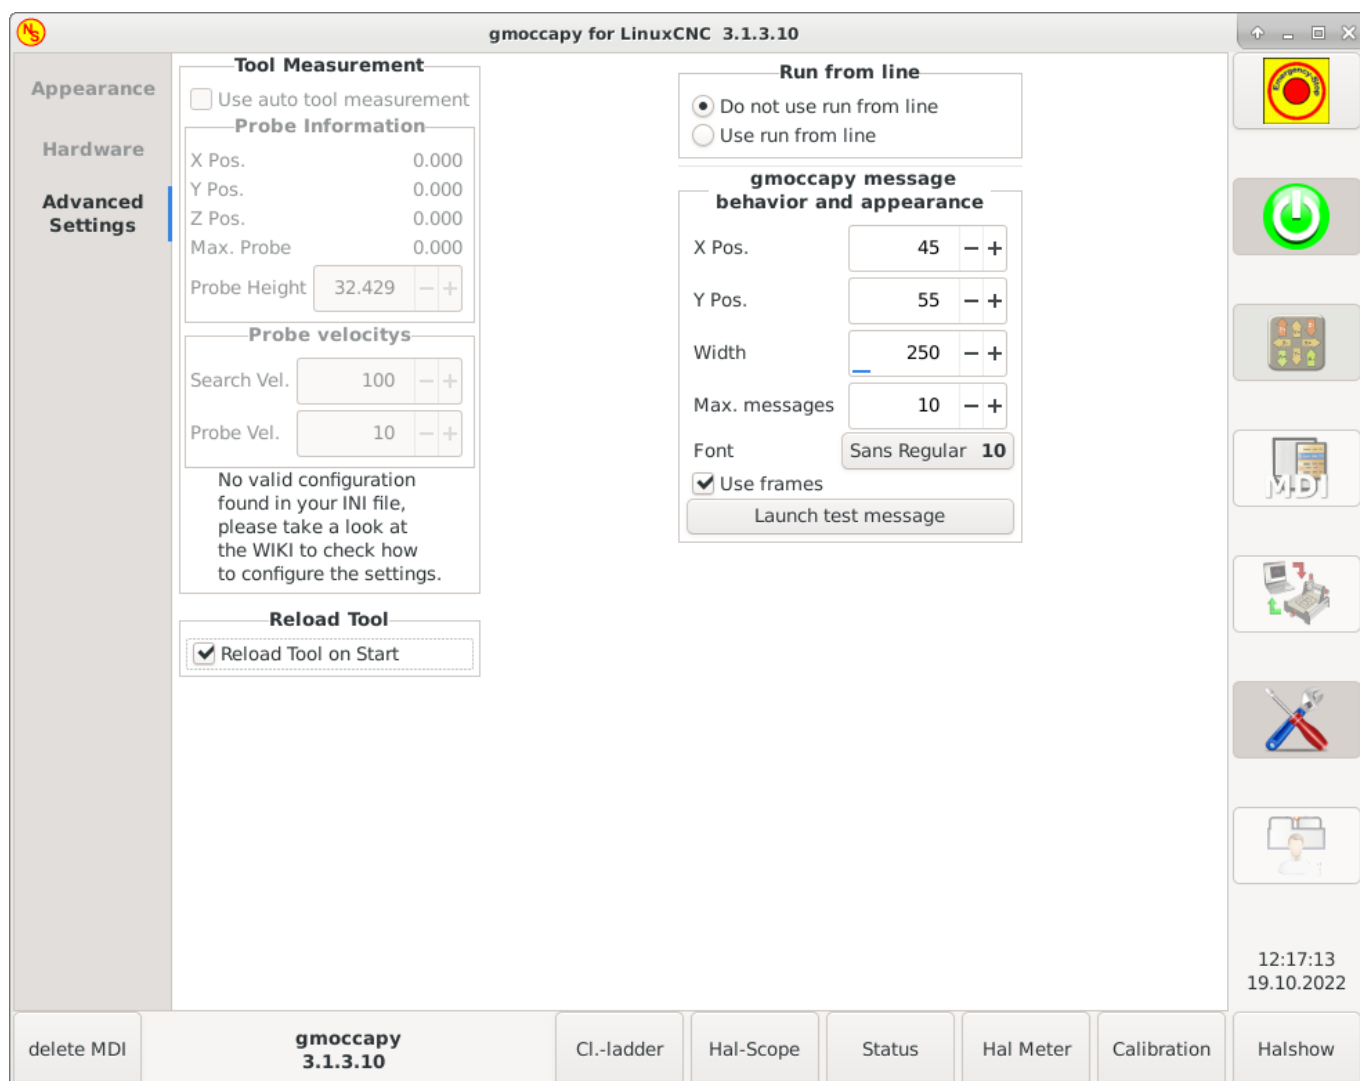 NS
gmoccapy for LinuxCNC 3.1.3.10
Appearance
Hardware
Advanced
Settings
Tool Measurement
Use auto tool measurement
Probe Information
X Pos. 0.000
Y Pos. 0.000
Z Pos. 0.000
Max. Probe 0.000
Probe Height 32.429
Probe velocitys
Search Vel. 100
Probe Vel. 10
No valid configuration
found in your INI file,
please take a look at
the WIKI to check how
to configure the settings.
Reload Tool
Reload Tool on Start
Run from line
Do not use run from line
Use run from line
gmoccapy message
behavior and appearance
X Pos. 45
Y Pos. 55
Width 250
Max. messages 10
Font Sans Regular 10
Use frames
Launch test message
Emergency-Stop
MDI
12:17:13
19.10.2022
delete MDI
gmoccapy
3.1.3.10
Cl.-ladder
Hal-Scope
Status
Hal Meter
Calibration
Halshow